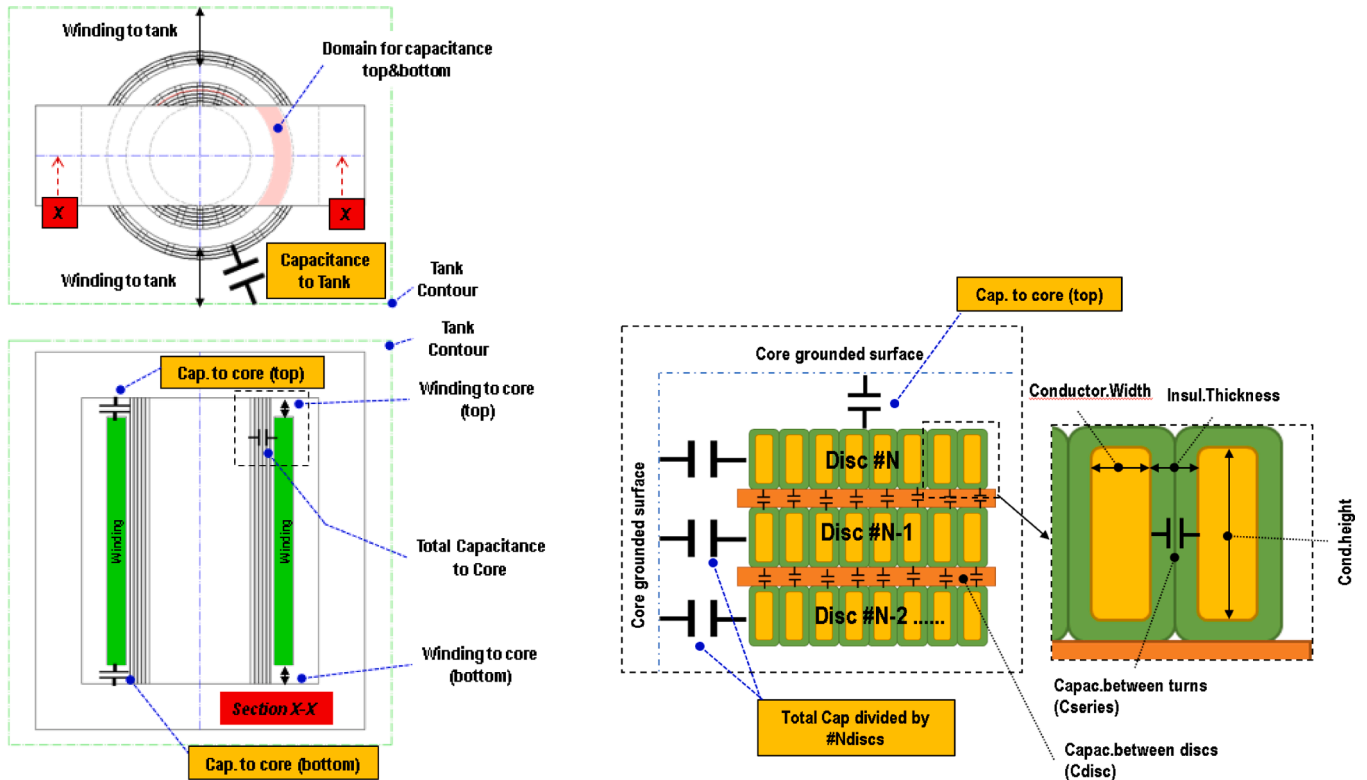 Winding to tank
Domain for capacitance
top&bottom
X
X
Winding to tank
Capacitance
to Tank
Tank
Contour
Tank
Contour
Cap. to core (top)
Winding to core
(top)
Winding
Winding
Total Capacitance
to Core
Winding to core
(bottom)
Section X-X
Cap. to core (bottom)
Cap. to core (top)
Core grounded surface
Core grounded surface
Disc #N
Disc #N-1
Disc #N-2 ......
Total Cap divided by
#Ndiscs
Conductor.Width
Insul.Thickness
Cond.height
Capac.between turns
(Cseries)
Capac.between discs
(Cdisc)